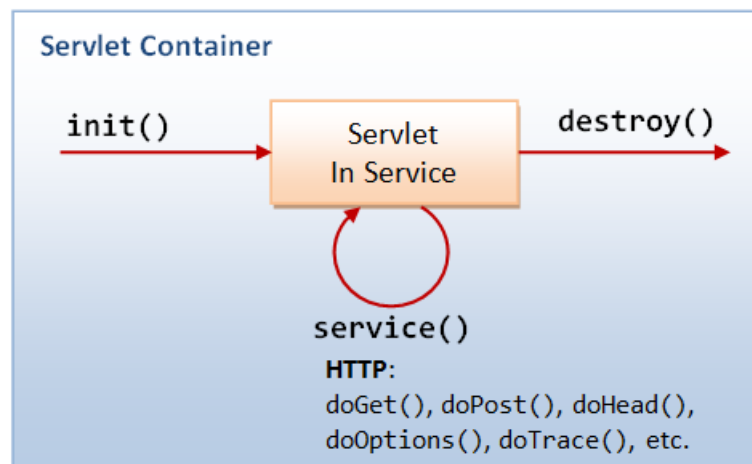 Servlet Container
init()
Servlet
In Service
destroy()
service()
HTTP:
doGet(), doPost(), doHead(),
doOptions(), doTrace(), etc.